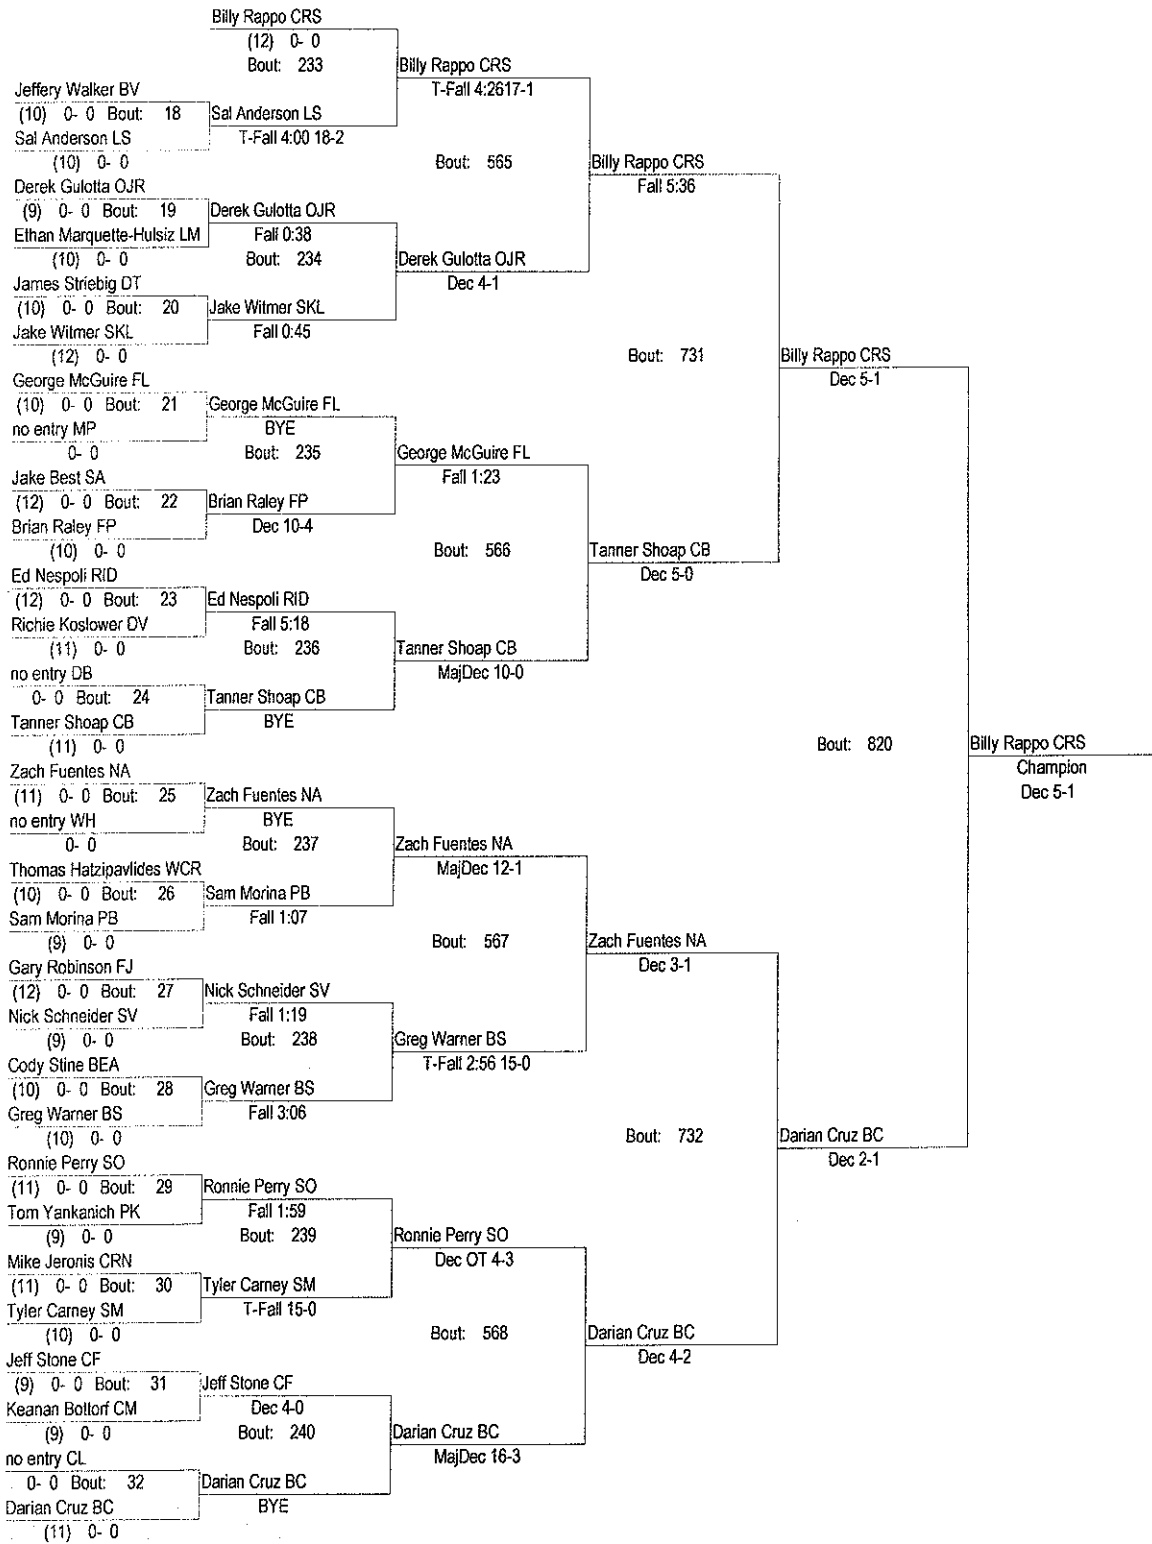 Billy Rappo CRS
(12) 0- 0
Bout: 233
Billy Rappo CRS
T-Fall 4:2617-1
Jeffery Walker BV
(10) 0- 0 Bout: 18
Sal Anderson LS
Sal Anderson LS
T-Fall 4:00 18-2
(10) 0- 0
Bout: 565
Billy Rappo CRS
Fall 5:36
Derek Gulotta OJR
(9) 0- 0 Bout: 19
Derek Gulotta OJR
Ethan Marquette-Hulsiz LM
Fall 0:38
(10) 0- 0
Bout: 234
Derek Gulotta OJR
Dec 4-1
James Striebig DT
(10) 0- 0 Bout: 20
Jake Witmer SKL
Jake Witmer SKL
Fall 0:45
(12) 0- 0
Bout: 731
Billy Rappo CRS
Dec 5-1
George McGuire FL
(10) 0- 0 Bout: 21
George McGuire FL
no entry MP
BYE
0- 0
Bout: 235
George McGuire FL
Fall 1:23
Jake Best SA
(12) 0- 0 Bout: 22
Brian Raley FP
Brian Raley FP
Dec 10-4
(10) 0- 0
Bout: 566
Tanner Shoap CB
Dec 5-0
Ed Nespoli RID
(12) 0- 0 Bout: 23
Ed Nespoli RID
Richie Koslower DV
Fall 5:18
(11) 0- 0
Bout: 236
Tanner Shoap CB
MajDec 10-0
no entry DB
0- 0 Bout: 24
Tanner Shoap CB
Tanner Shoap CB
BYE
(11) 0- 0
Bout: 820
Billy Rappo CRS
Champion
Dec 5-1
Zach Fuentes NA
(11) 0- 0 Bout: 25
Zach Fuentes NA
no entry WH
BYE
0- 0
Bout: 237
Zach Fuentes NA
MajDec 12-1
Thomas Hatzipavlides WCR
(10) 0- 0 Bout: 26
Sam Morina PB
Sam Morina PB
Fall 1:07
(9) 0- 0
Bout: 567
Zach Fuentes NA
Dec 3-1
Gary Robinson FJ
(12) 0- 0 Bout: 27
Nick Schneider SV
Nick Schneider SV
Fall 1:19
(9) 0- 0
Bout: 238
Greg Warner BS
T-Fall 2:56 15-0
Cody Stine BEA
(10) 0- 0 Bout: 28
Greg Warner BS
Greg Warner BS
Fall 3:06
(10) 0- 0
Bout: 732
Darian Cruz BC
Dec 2-1
Ronnie Perry SO
(11) 0- 0 Bout: 29
Ronnie Perry SO
Tom Yankanich PK
Fall 1:59
(9) 0- 0
Bout: 239
Ronnie Perry SO
Dec OT 4-3
Mike Jeronis CRN
(11) 0- 0 Bout: 30
Tyler Carney SM
Tyler Carney SM
T-Fall 15-0
(10) 0- 0
Bout: 568
Darian Cruz BC
Dec 4-2
Jeff Stone CF
(9) 0- 0 Bout: 31
Jeff Stone CF
Keanan Bottorf CM
Dec 4-0
(9) 0- 0
Bout: 240
Darian Cruz BC
MajDec 16-3
no entry CL
0- 0 Bout: 32
Darian Cruz BC
Darian Cruz BC
BYE
(11) 0- 0